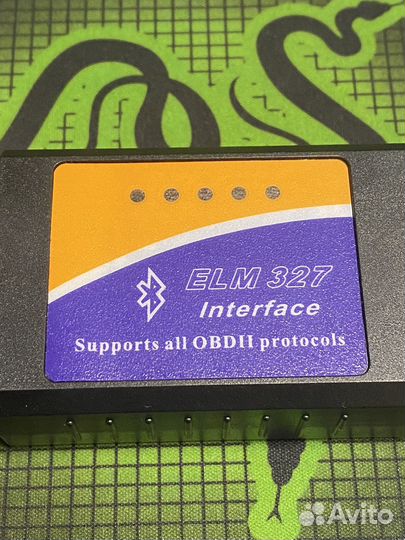 ELM 327
Interface
Supports all OBDII protocols
Avito